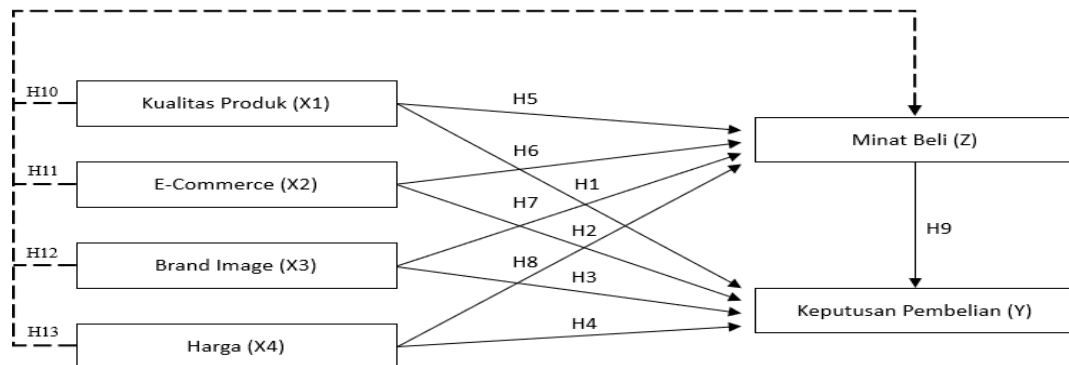 H10
Kualitas Produk (X1)
H5
Minat Beli (Z)
H11
E-Commerce (X2)
H6
H1
H7
H2
H9
H12
Brand Image (X3)
H8
H3
Keputusan Pembelian (Y)
H13
Harga (X4)
H4